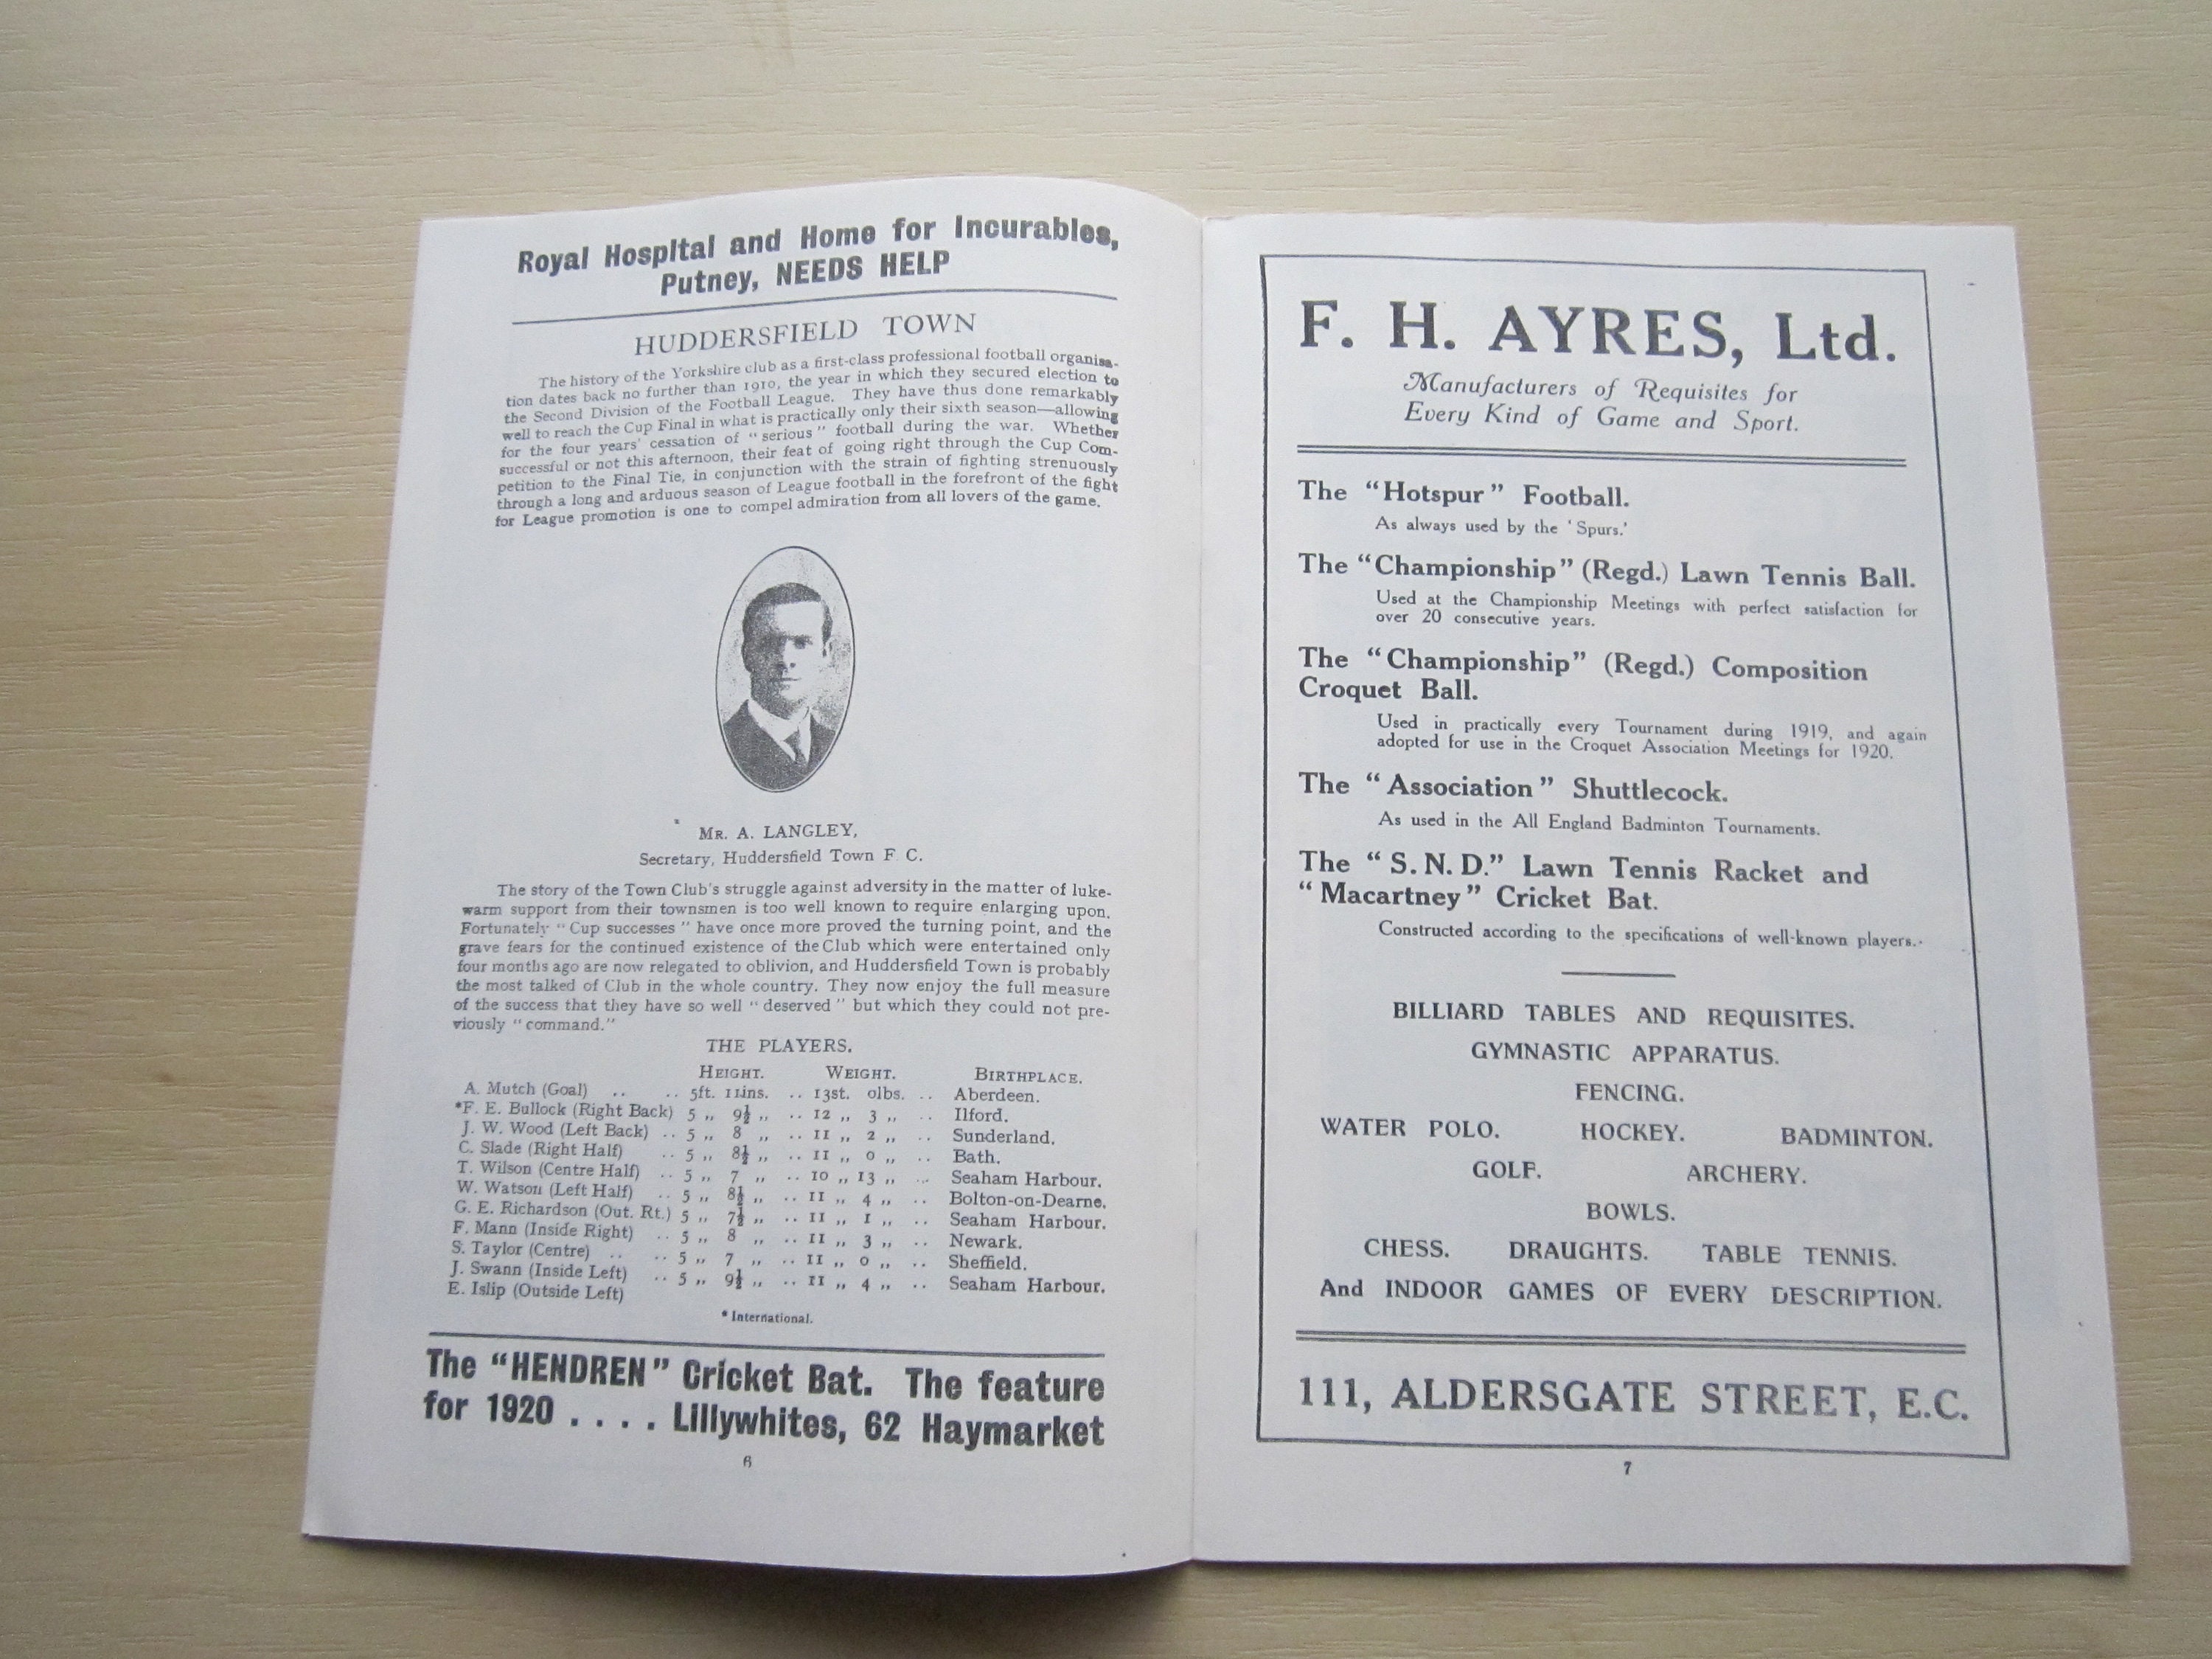 Royal Hospital and Home for Incurables,
Putney, NEEDS HELP
HUDDERSFIELD TOWN
The history of the Yorkshire club as a first-class professional football organisa-
tion dates back no further than 1910, the year in which they secured election to
the Second Division of the Football League. They have thus done remarkably
well to reach the Cup Final in what is practically only their sixth season—allowing
for the four years' cessation of "serious" football during the war. Whether
successful or not this afternoon, their feat of going right through the Cup Com-
petition to the Final Tie, in conjunction with the strain of fighting strenuously
through a long and arduous season of League football in the forefront of the fight
for League promotion is one to compel admiration from all lovers of the game.
MR. A. LANGLEY,
Secretary, Huddersfield Town F C.
The story of the Town Club's struggle against adversity in the matter of luke-
warm support from their townsmen is too well known to require enlarging upon.
Fortunately "Cup successes" have once more proved the turning point, and the
grave fears for the continued existence of the Club which were entertained only
four months ago are now relegated to oblivion, and Huddersfield Town is probably
the most talked of Club in the whole country. They now enjoy the full measure
of the success that they have so well "deserved" but which they could not pre-
viously "command."
THE PLAYERS.
HEIGHT. WEIGHT. BIRTHPLACE.
A. Mutch (Goal) .. .. 5ft. 11ins. .. 13st. 0lbs. .. Aberdeen.
*F. E. Bullock (Right Back) 5 ,, 9½ ,, .. 12 ,, 3 ,, .. Ilford.
J. W. Wood (Left Back) .. 5 ,, 8 ,, .. 11 ,, 2 ,, .. Sunderland.
C. Slade (Right Half) .. 5 ,, 8½ ,, .. 11 ,, 0 ,, .. Bath.
T. Wilson (Centre Half) .. 5 ,, 7 ,, .. 10 ,, 13 ,, .. Seaham Harbour.
W. Watson (Left Half) .. 5 ,, 8½ ,, .. 11 ,, 4 ,, .. Bolton-on-Dearne.
G. E. Richardson (Out. Rt.) 5 ,, 7½ ,, .. 11 ,, 1 ,, .. Seaham Harbour.
F. Mann (Inside Right) .. 5 ,, 8 ,, .. 11 ,, 3 ,, .. Newark.
S. Taylor (Centre) .. .. 5 ,, 7 ,, .. 11 ,, 0 ,, .. Sheffield.
J. Swann (Inside Left) .. 5 ,, 9½ ,, .. 11 ,, 4 ,, .. Seaham Harbour.
E. Islip (Outside Left)
* International.
The "HENDREN" Cricket Bat. The feature
for 1920 .... Lillywhites, 62 Haymarket
6
F. H. AYRES, Ltd.
Manufacturers of Requisites for
Every Kind of Game and Sport.
The "Hotspur" Football.
As always used by the 'Spurs.'
The "Championship" (Regd.) Lawn Tennis Ball.
Used at the Championship Meetings with perfect satisfaction for
over 20 consecutive years.
The "Championship" (Regd.) Composition
Croquet Ball.
Used in practically every Tournament during 1919, and again
adopted for use in the Croquet Association Meetings for 1920.
The "Association" Shuttlecock.
As used in the All England Badminton Tournaments.
The "S. N. D." Lawn Tennis Racket and
"Macartney" Cricket Bat.
Constructed according to the specifications of well-known players.
BILLIARD TABLES AND REQUISITES.
GYMNASTIC APPARATUS.
FENCING.
WATER POLO. HOCKEY. BADMINTON.
GOLF. ARCHERY.
BOWLS.
CHESS. DRAUGHTS. TABLE TENNIS.
And INDOOR GAMES OF EVERY DESCRIPTION.
111, ALDERSGATE STREET, E.C.
7